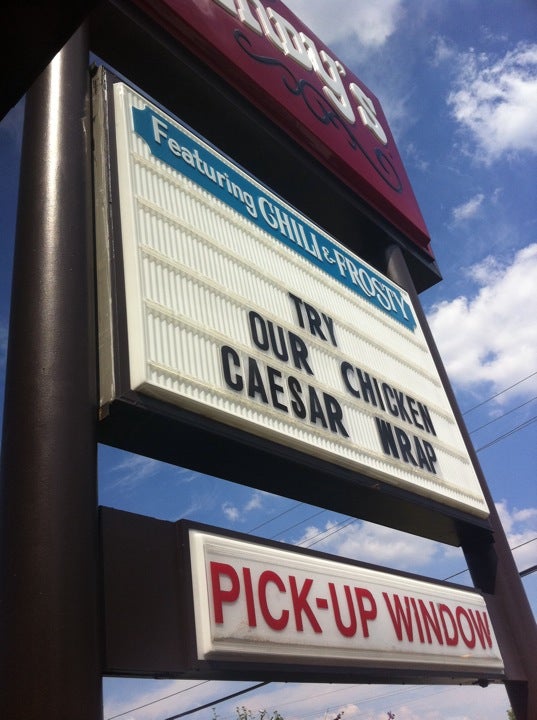 Featuring CHILI & FROSTY
TRY
OUR CHICKEN
CAESAR WRAP
PICK-UP WINDOW